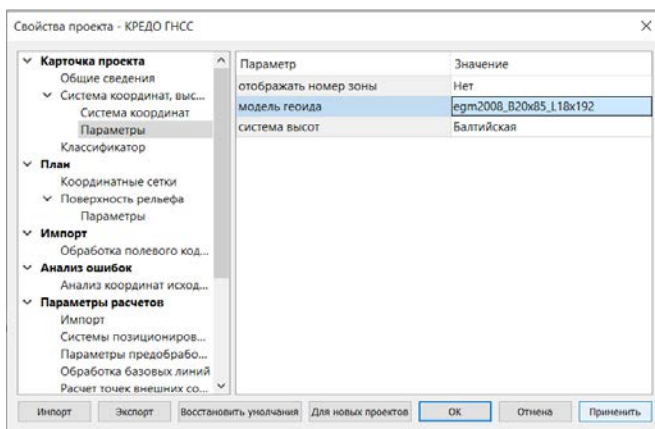 Свойства проекта - КРЕДО ГНСС
Карточка проекта
Общие сведения
Система координат, выс...
Система координат
Параметры
Классификатор
План
Координатные сетки
Поверхность рельефа
Параметры
Импорт
Обработка полевого код...
Анализ ошибок
Анализ координат исход...
Параметры расчетов
Импорт
Системы позициониров...
Параметры предобрабо...
Обработка базовых линий
Расчет точек внешних со...
Параметр Значение
отображать номер зоны Нет
модель геоида egm2008_B20x85_L18x192
система высот Балтийская
Импорт Экспорт Восстановить умолчания Для новых проектов ОК Отмена Применить